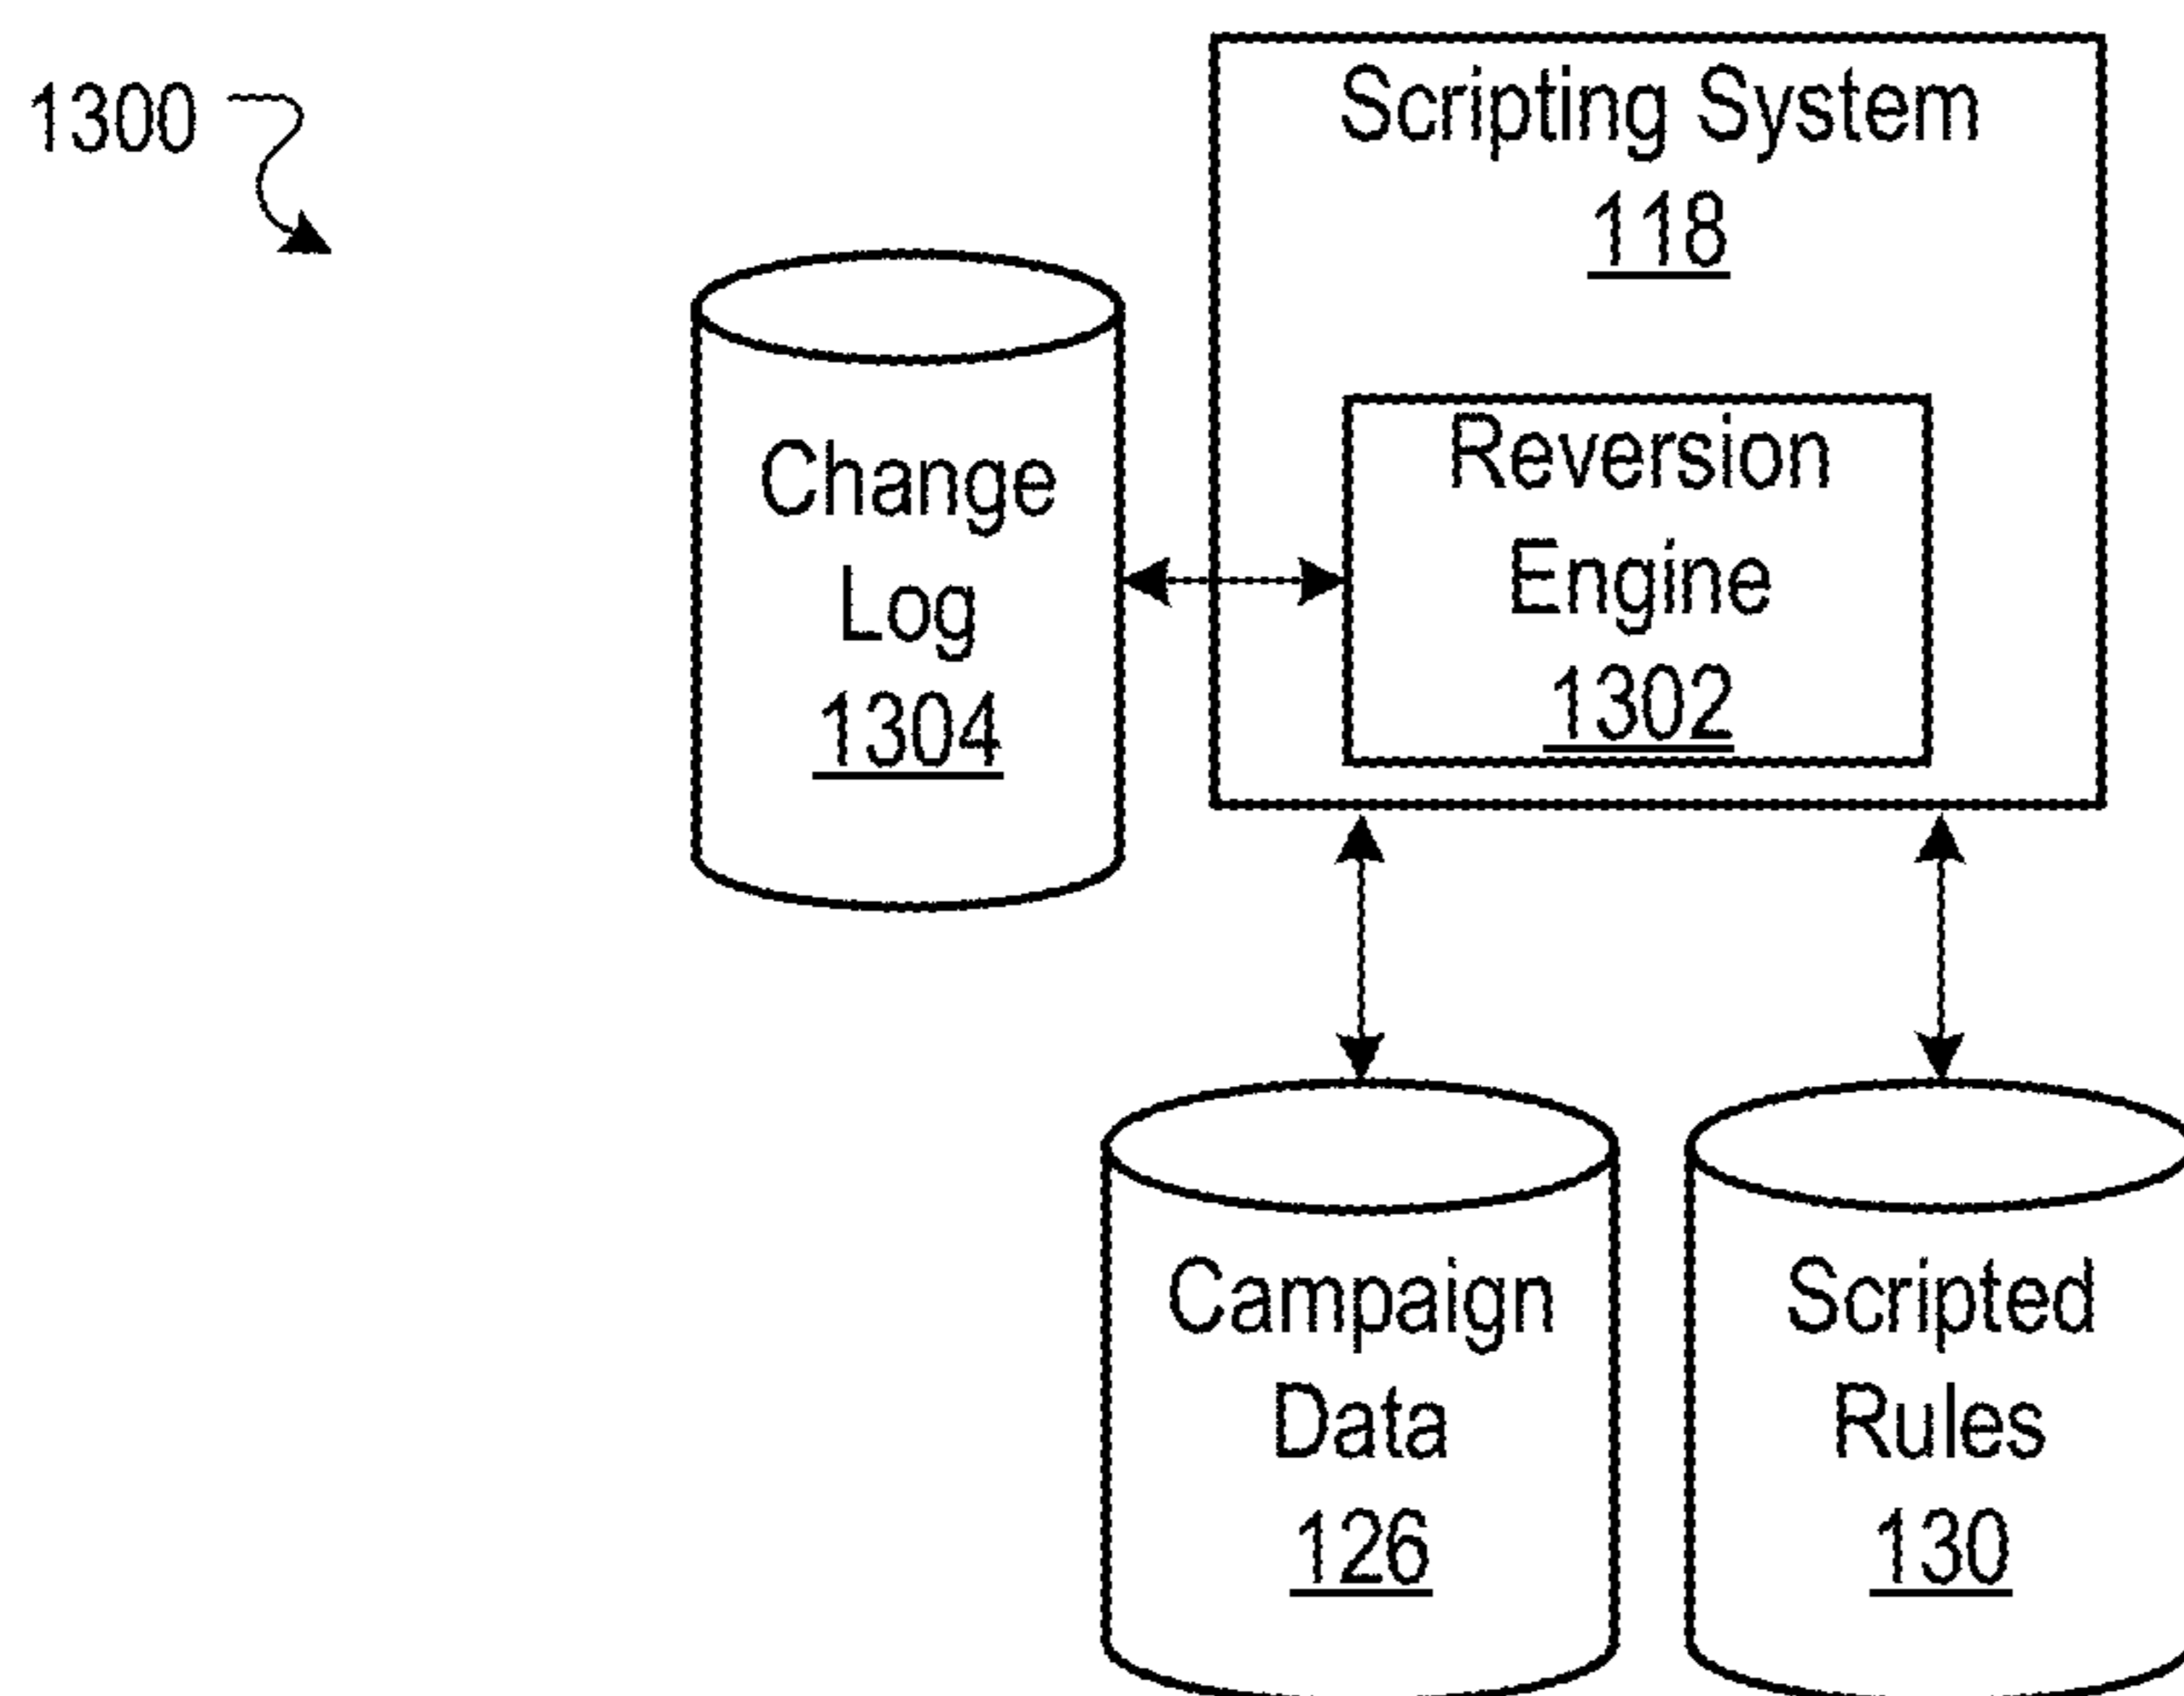 1300
Scripting System
118
Reversion
Engine
1302
Change
Log
1304
Campaign
Data
126
Scripted
Rules
130